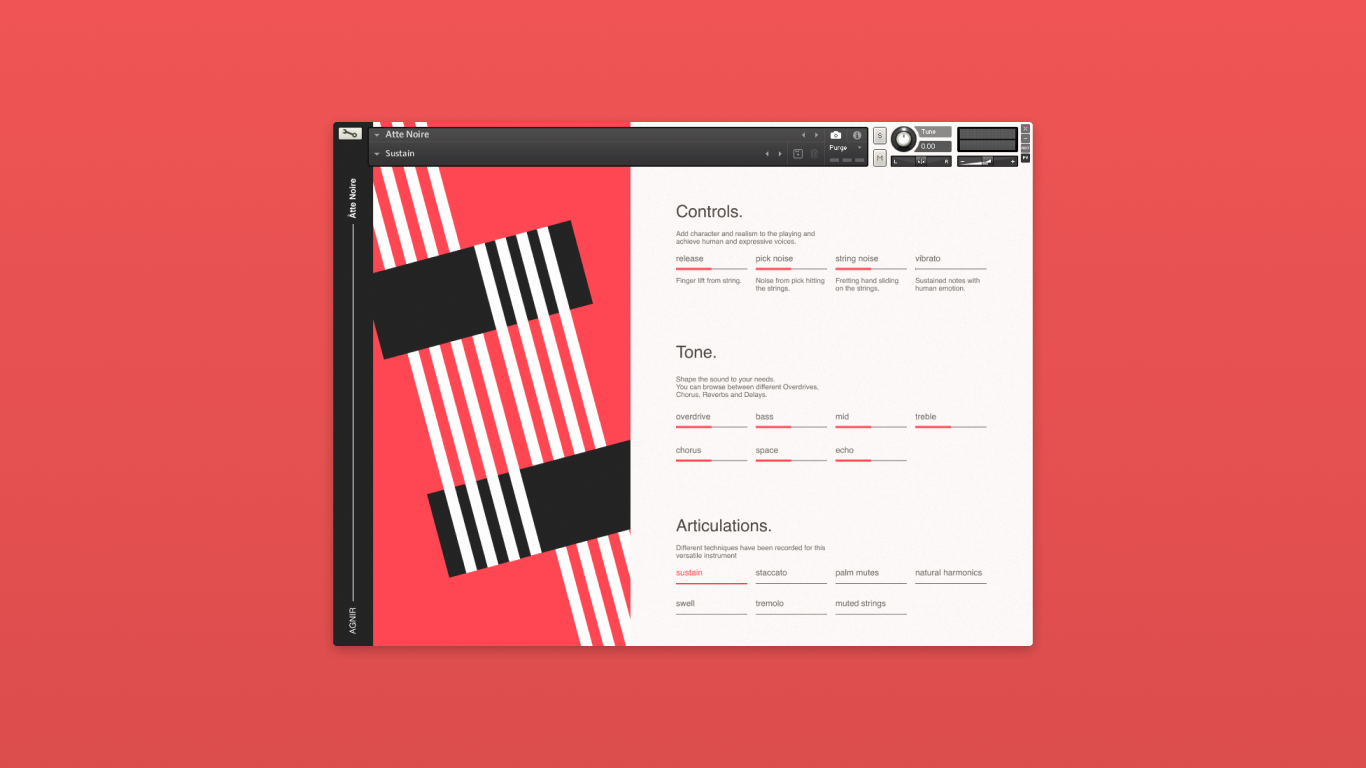 Atte Noire
Sustain
Purge
S
M
Tune
0.00
L R
- +
Åtte Noire
AGNIR
Controls.
Add character and realism to the playing and
achieve human and expressive voices.
release pick noise string noise vibrato
Finger lift from string. Noise from pick hitting Fretting hand sliding Sustained notes with
the strings. on the strings. human emotion.
Tone.
Shape the sound to your needs.
You can browse between different Overdrives,
Chorus, Reverbs and Delays.
overdrive bass mid treble
chorus space echo
Articulations.
Different techniques have been recorded for this
versatile instrument
sustain staccato palm mutes natural harmonics
swell tremolo muted strings